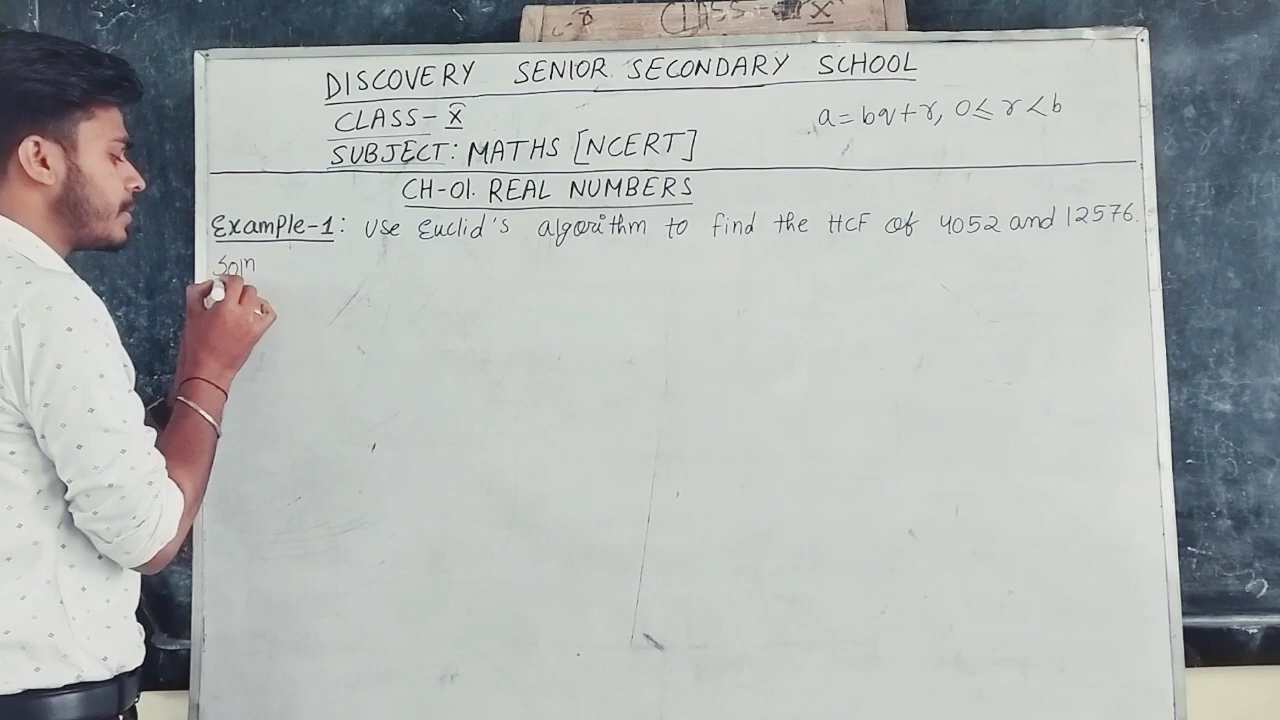 CLASS - X
DISCOVERY SENIOR SECONDARY SCHOOL
CLASS - X
a = bq + r, 0 ≤ r < b
SUBJECT: MATHS [NCERT]
CH-01. REAL NUMBERS
Example-1: Use Euclid's algorithm to find the HCF of 4052 and 12576.
Soln